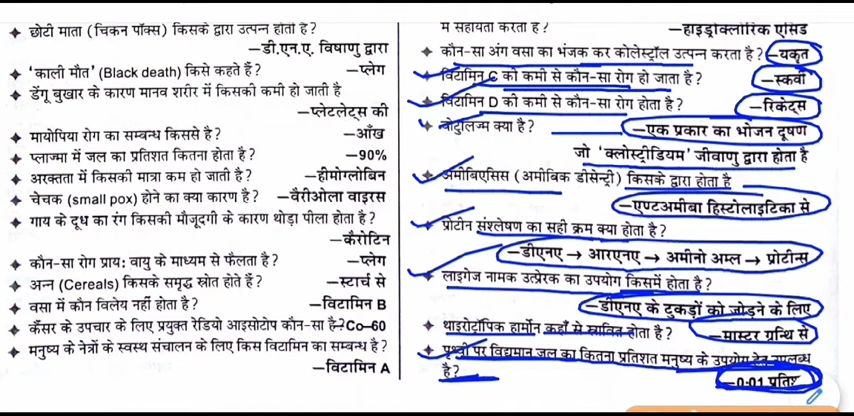 छोटी माता (चिकन पॉक्स) किसके द्वारा उत्पन्न होता है?
—डी.एन.ए. विषाणु द्वारा
'काली मौत' (Black death) किसे कहते हैं? —प्लेग
डेंगू बुखार के कारण मानव शरीर में किसकी कमी हो जाती है
—प्लेटलेट्स की
मायोपिया रोग का सम्बन्ध किससे है? —आँख
प्लाज्मा में जल का प्रतिशत कितना होता है? —90%
अरक्तता में किसकी मात्रा कम हो जाती है? —हीमोग्लोबिन
चेचक (small pox) होने का क्या कारण है? —वैरीओला वाइरस
गाय के दूध का रंग किसकी मौजूदगी के कारण थोड़ा पीला होता है?
—कैरोटिन
कौन-सा रोग प्राय: वायु के माध्यम से फैलता है? —प्लेग
अन्न (Cereals) किसके समृद्ध स्रोत होते हैं? —स्टार्च से
वसा में कौन विलेय नहीं होता है? —विटामिन B
कैंसर के उपचार के लिए प्रयुक्त रेडियो आइसोटोप कौन-सा है?—Co—60
मनुष्य के नेत्रों के स्वस्थ संचालन के लिए किस विटामिन का सम्बन्ध है?
—विटामिन A
में सहायता करता है? —हाइड्रोक्लोरिक एसिड
कौन-सा अंग वसा का भंजक कर कोलेस्ट्रॉल उत्पन्न करता है? —यकृत
विटामिन C की कमी से कौन-सा रोग हो जाता है? —स्कर्वी
विटामिन D की कमी से कौन-सा रोग होता है? —रिकेट्स
बोटुलिज्म क्या है? —एक प्रकार का भोजन दूषण
जो 'क्लोस्ट्रीडियम' जीवाणु द्वारा होता है
अमीबिएसिस (अमीबिक डीसेन्ट्री) किसके द्वारा होता है
—एण्टअमीबा हिस्टोलाइटिका से
प्रोटीन संश्लेषण का सही क्रम क्या होता है?
—डीएनए → आरएनए → अमीनो अम्ल → प्रोटीन्स
लाइगेज नामक उत्प्रेरक का उपयोग किसमें होता है?
—डीएनए के टुकड़ों को जोड़ने के लिए
थाइरोट्रॉपिक हार्मोन कहाँ से स्रावित होता है? —मास्टर ग्रन्थि से
पृथ्वी पर विद्यमान जल का कितना प्रतिशत मनुष्य के उपयोग हेतु उपलब्ध
है? —0.01